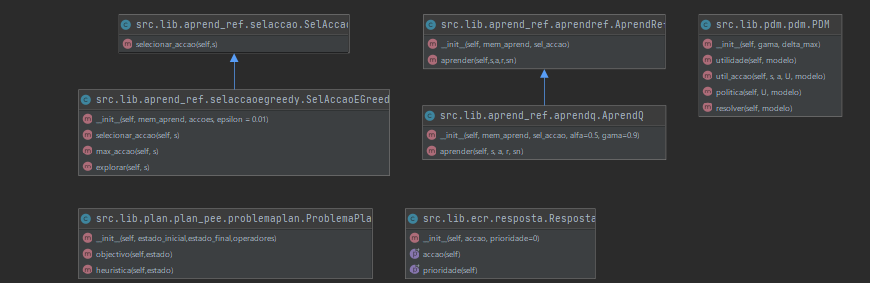 src.lib.aprend_ref.selaccao.SelAccao
selecionar_accao(self,s)
src.lib.aprend_ref.selaccaoegreedy.SelAccaoEGreed
__init__(self, mem_aprend, accoes, epsilon = 0.01)
selecionar_accao(self, s)
max_accao(self, s)
explorar(self, s)
src.lib.aprend_ref.aprendref.AprendRe
__init__(self, mem_aprend, sel_accao)
aprender(self,s,a,r,sn)
src.lib.aprend_ref.aprendq.AprendQ
__init__(self, mem_aprend, sel_accao, alfa=0.5, gama=0.9)
aprender(self, s, a, r, sn)
src.lib.pdm.pdm.PDM
__init__(self, gama, delta_max)
utilidade(self, modelo)
util_accao(self, s, a, U, modelo)
politica(self, U, modelo)
resolver(self, modelo)
src.lib.plan.plan_pee.problemaplan.ProblemaPla
__init__(self, estado_inicial,estado_final,operadores)
objectivo(self,estado)
heuristica(self,estado)
src.lib.ecr.resposta.Resposta
__init__(self, accao, prioridade=0)
accao(self)
prioridade(self)